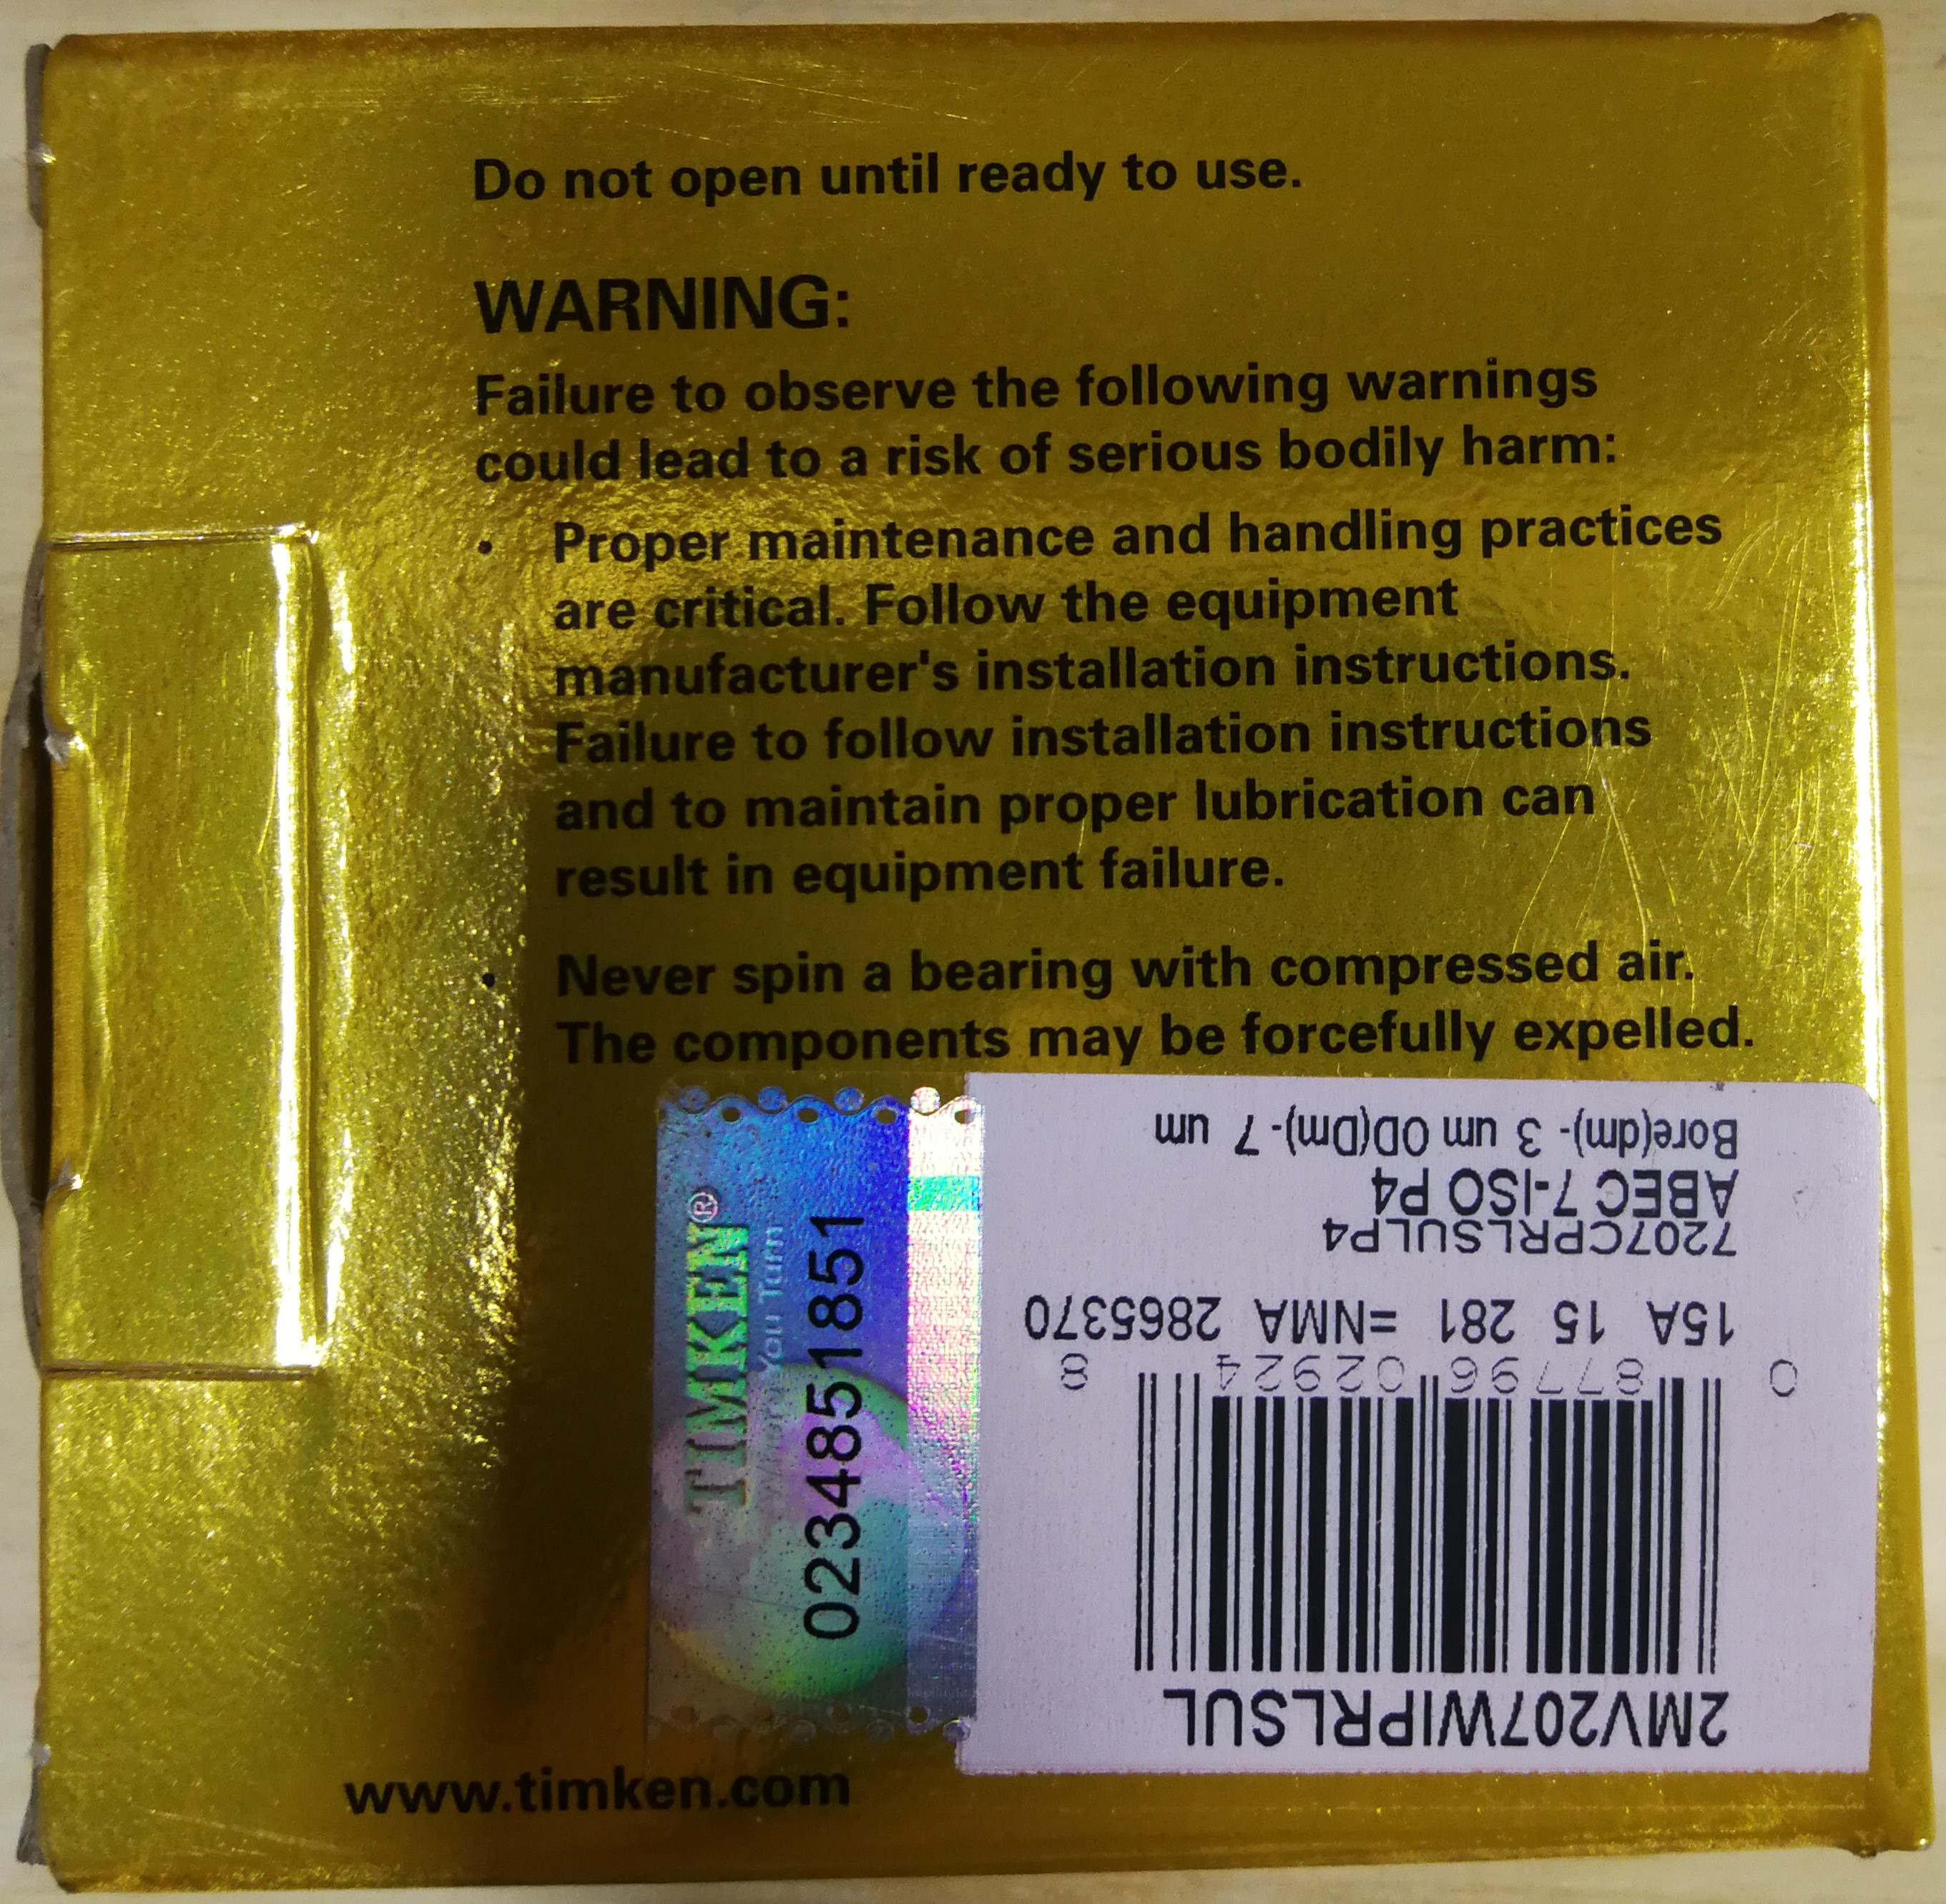 Do not open until ready to use.
WARNING:
Failure to observe the following warnings
could lead to a risk of serious bodily harm:
• Proper maintenance and handling practices
are critical. Follow the equipment
manufacturer's installation instructions.
Failure to follow installation instructions
and to maintain proper lubrication can
result in equipment failure.
• Never spin a bearing with compressed air.
The components may be forcefully expelled.
TIMKEN®
You Turn
02348518​51
2MV207WIPRLSUL
0 87796 02924 8
15A 15 281 =NMA 2865370
7207CPRLSULP4
ABEC 7-ISO P4
Bore(dm)- 3 um OD(Dm)- 7 um
www.timken.com